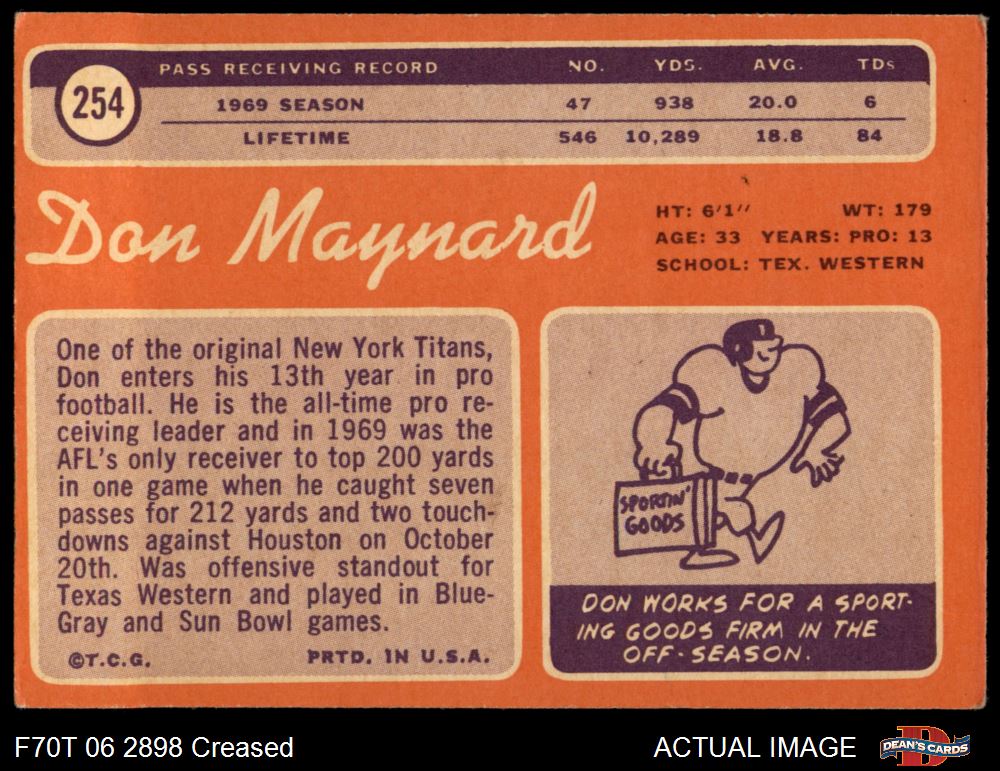 254
PASS RECEIVING RECORD NO. YDS. AVG. TDs
1969 SEASON 47 938 20.0 6
LIFETIME 546 10,289 18.8 84
Don Maynard
HT: 6'1" WT: 179
AGE: 33 YEARS: PRO: 13
SCHOOL: TEX. WESTERN
One of the original New York Titans,
Don enters his 13th year in pro
football. He is the all-time pro re-
ceiving leader and in 1969 was the
AFL's only receiver to top 200 yards
in one game when he caught seven
passes for 212 yards and two touch-
downs against Houston on October
20th. Was offensive standout for
Texas Western and played in Blue-
Gray and Sun Bowl games.
©T.C.G. PRTD. IN U.S.A.
1
SPORTIN'
GOODS
DON WORKS FOR A SPORT-
ING GOODS FIRM IN THE
OFF-SEASON.
F70T 06 2898 Creased ACTUAL IMAGE
D
DEAN'S CARDS